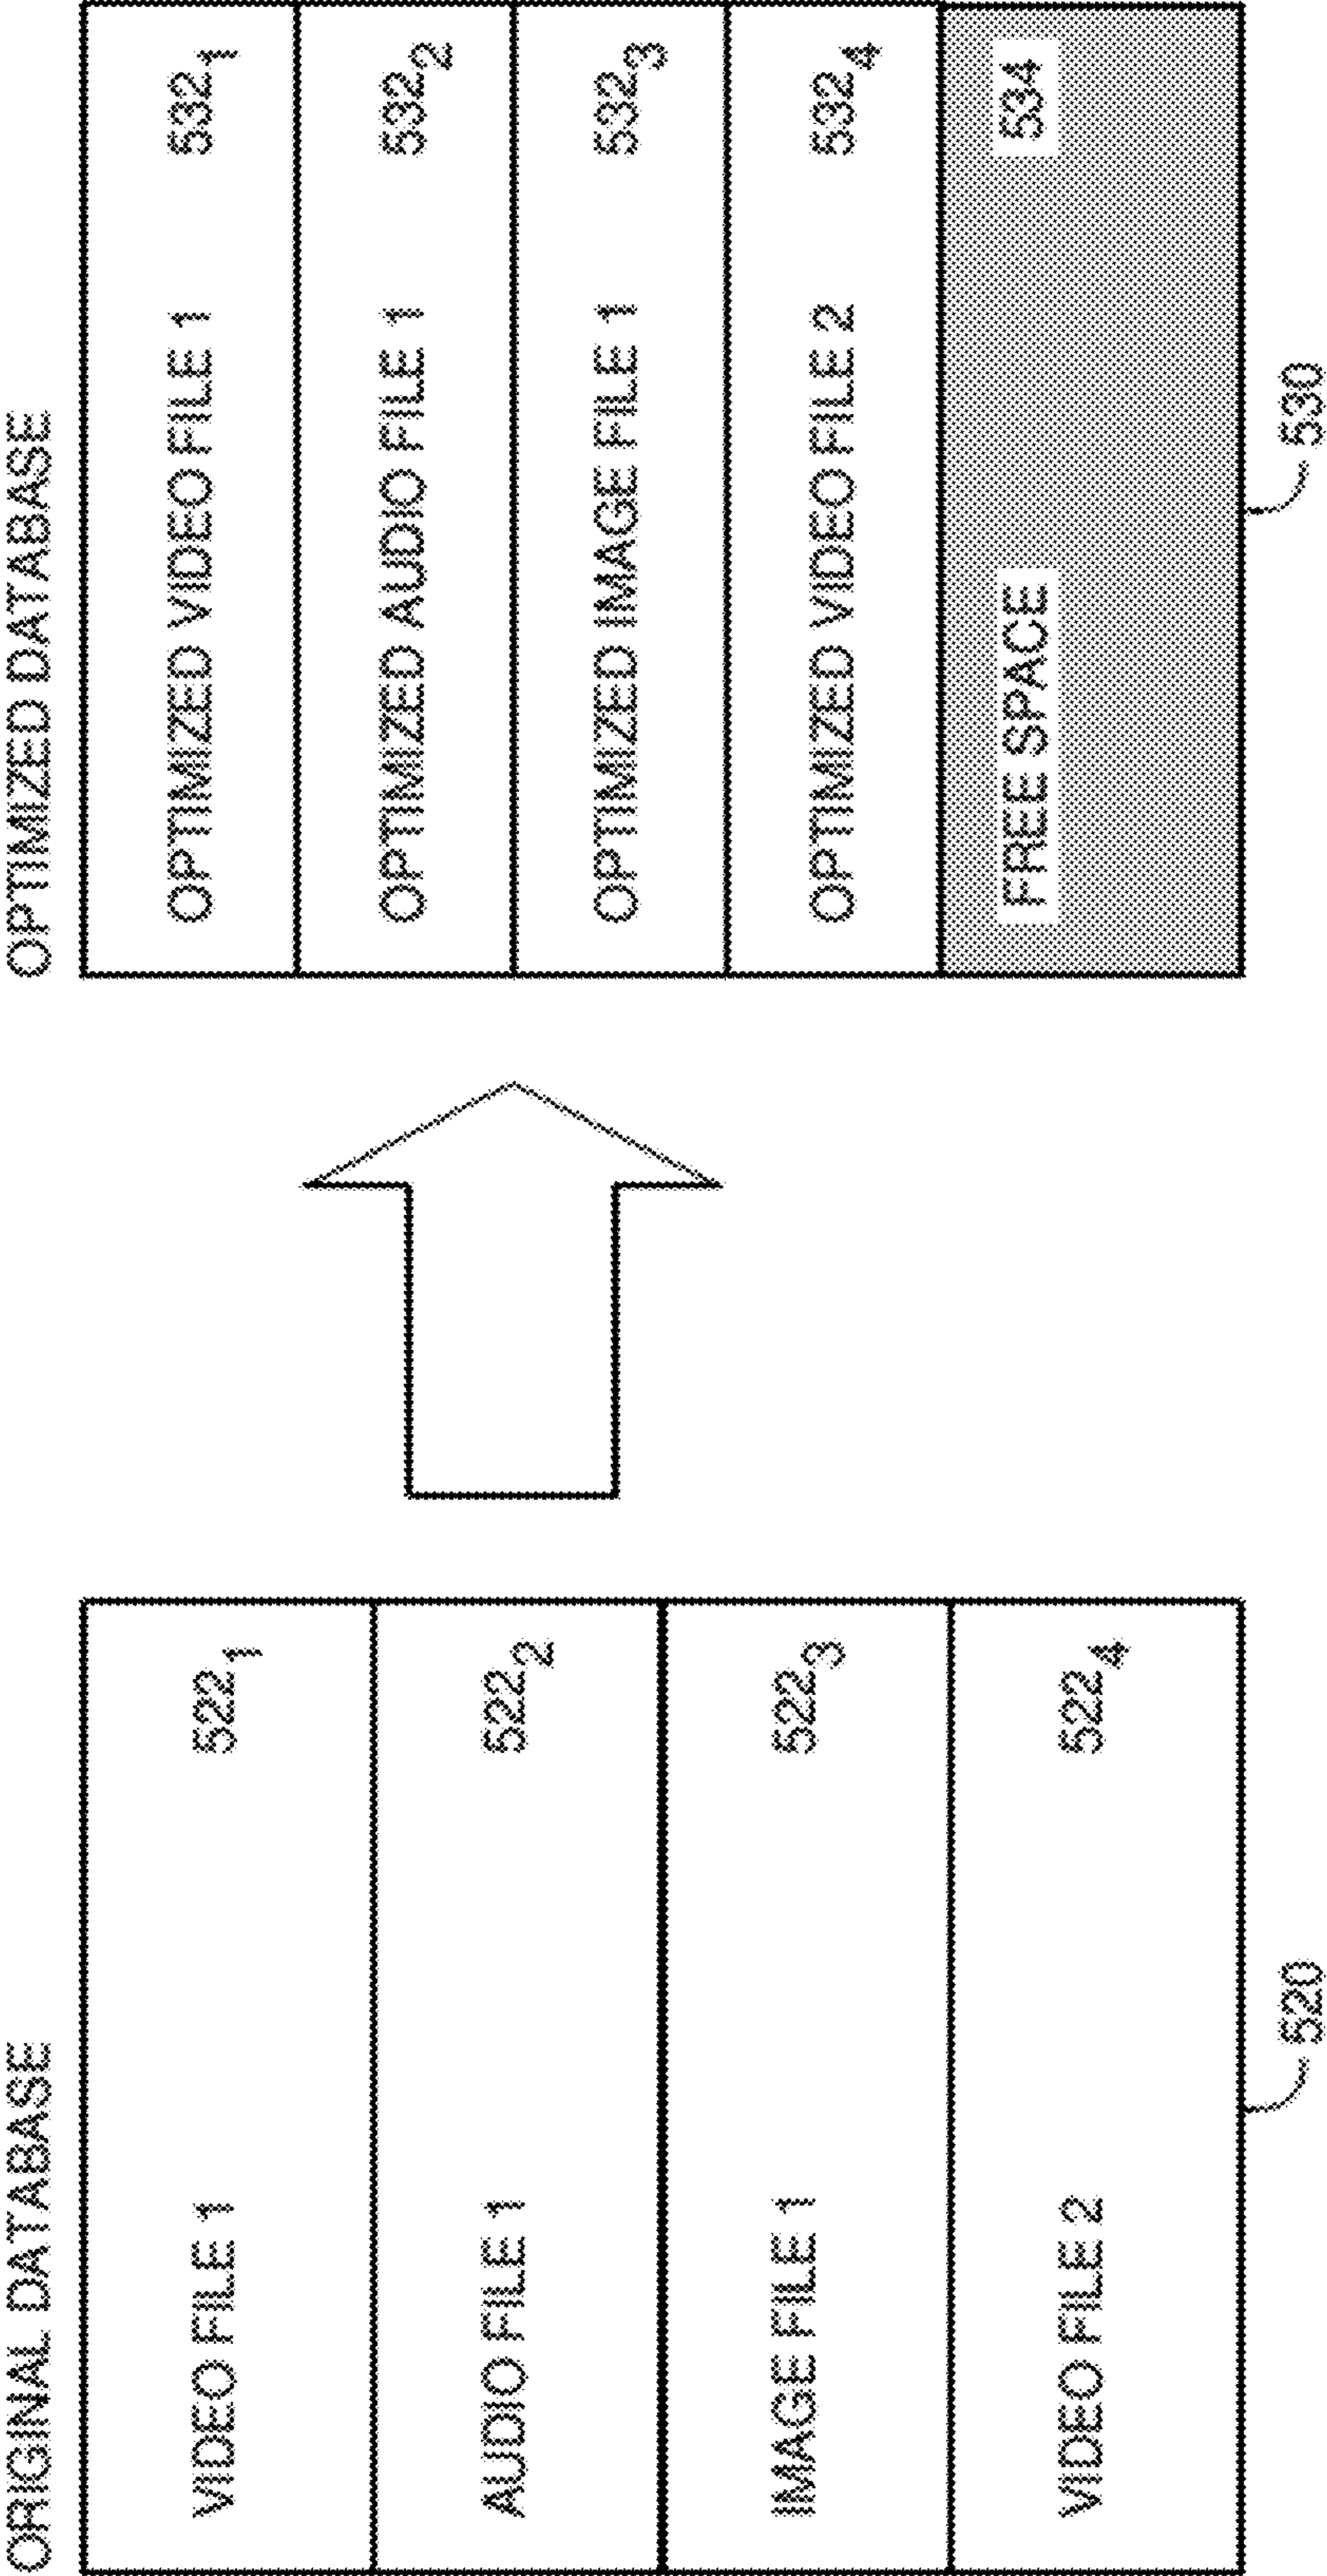 ORIGINAL DATABASE
VIDEO FILE 1 522₁
AUDIO FILE 1 522₂
IMAGE FILE 1 522₃
VIDEO FILE 2 522₄
520
OPTIMIZED DATABASE
OPTIMIZED VIDEO FILE 1 532₁
OPTIMIZED AUDIO FILE 1 532₂
OPTIMIZED IMAGE FILE 1 532₃
OPTIMIZED VIDEO FILE 2 532₄
FREE SPACE 534
530